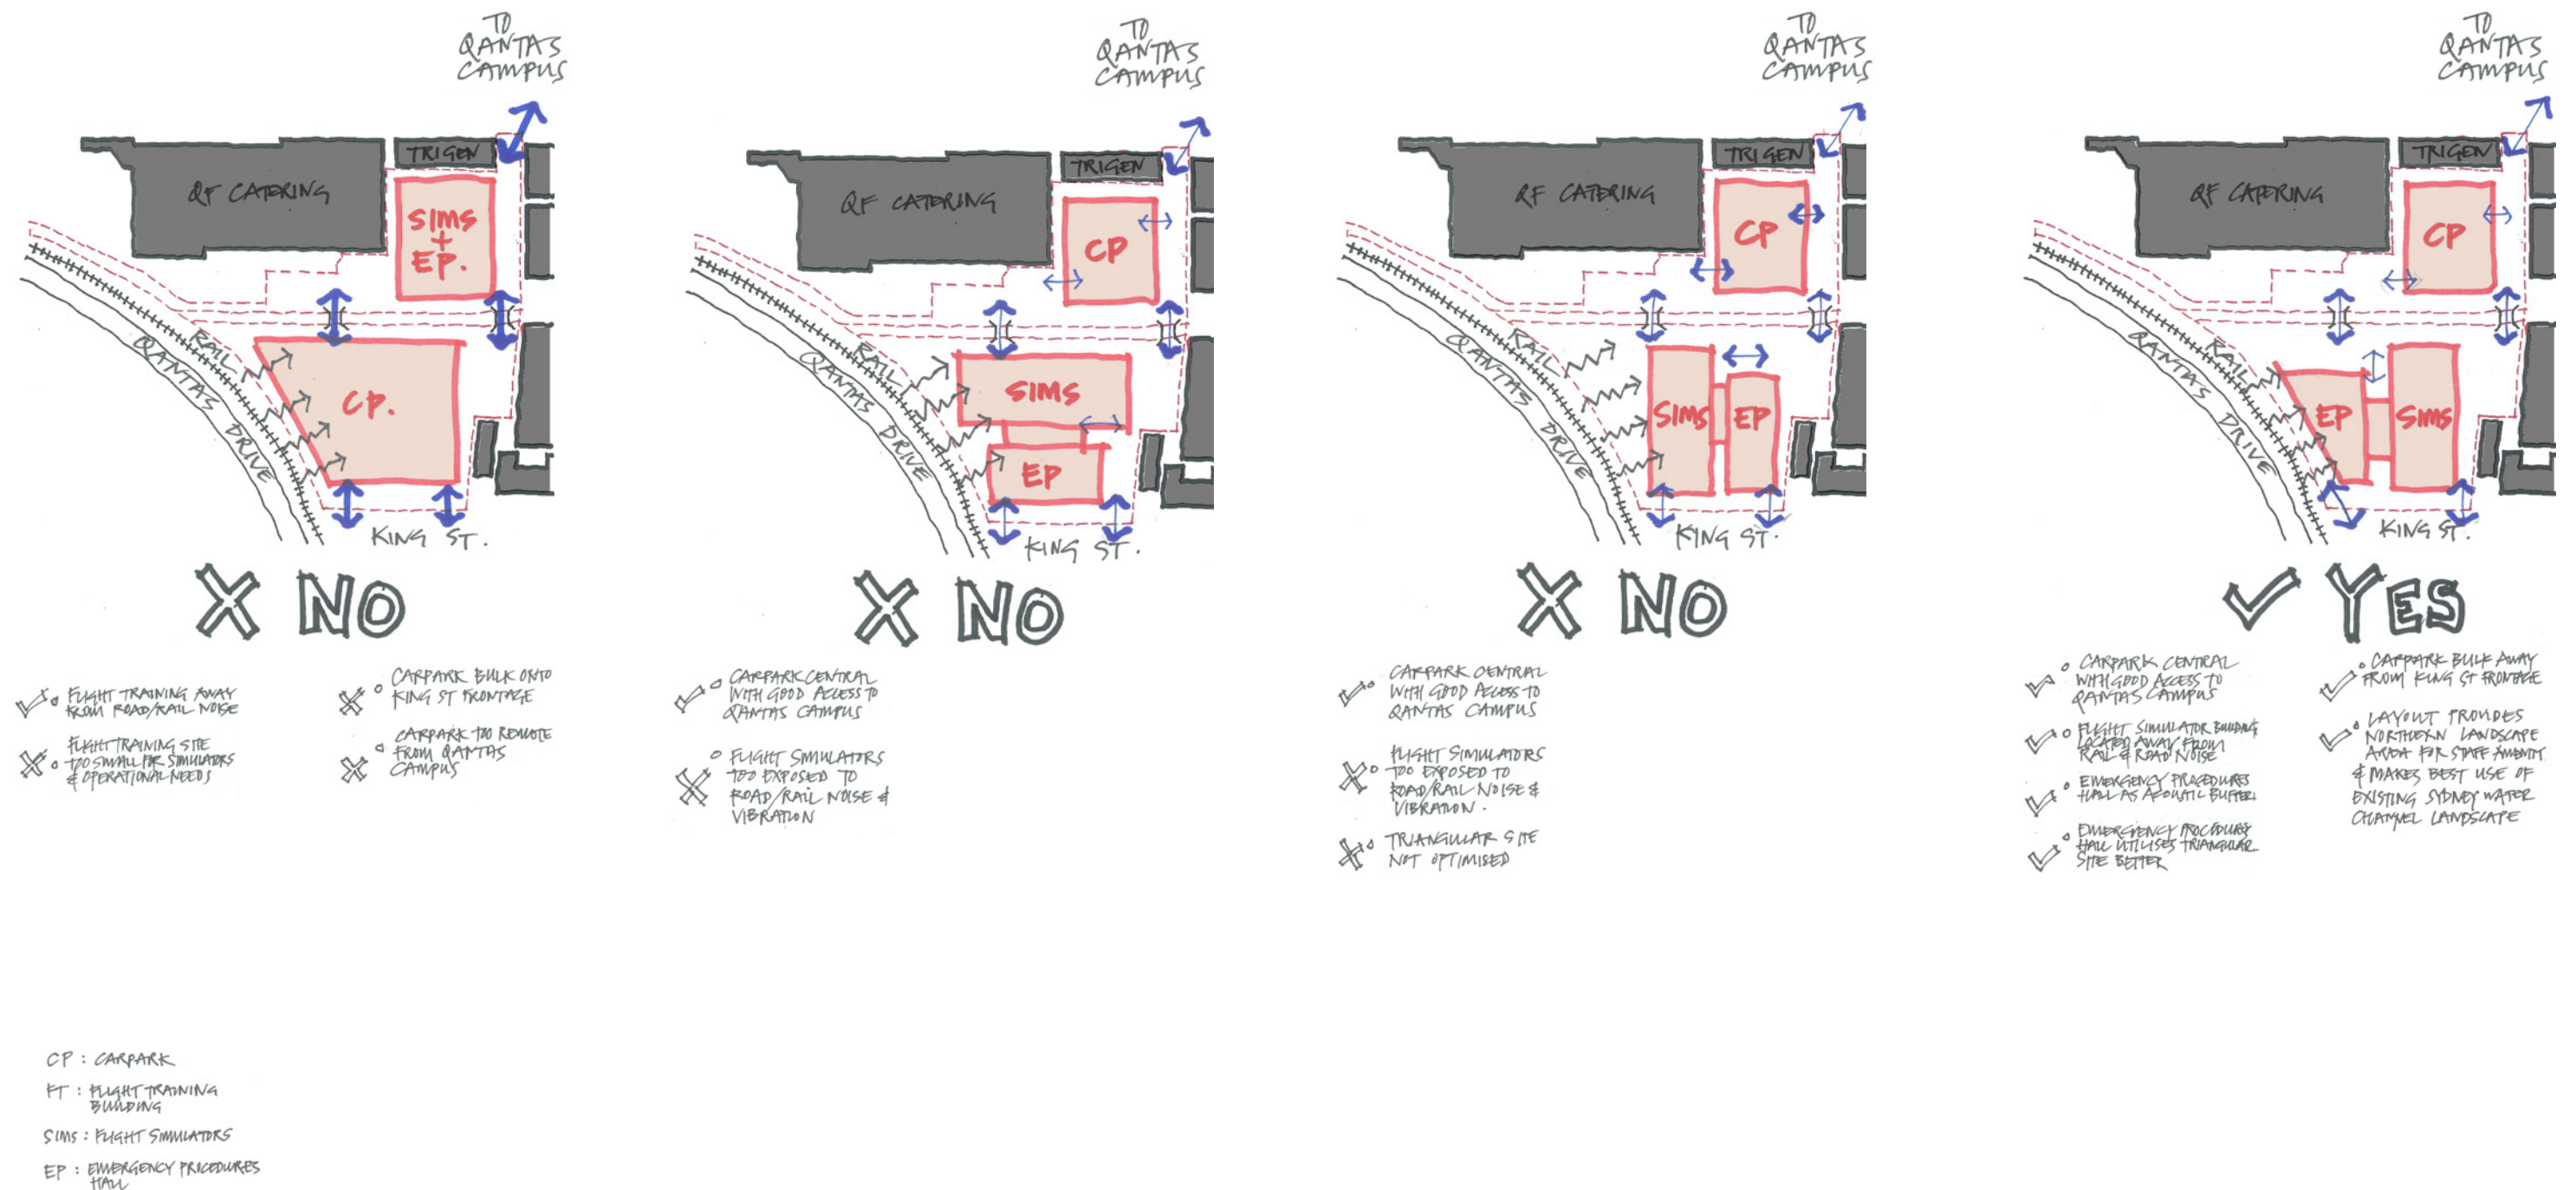 TO
QANTAS
CAMPUS
TRIGEN
QF CATERING
SIMS
+
EP.
RAIL
QANTAS DRIVE
CP.
KING ST.
X NO
FLIGHT TRAINING AWAY
FROM ROAD/RAIL NOISE
FLIGHT TRAINING SITE
TOO SMALL FOR SIMULATORS
& OPERATIONAL NEEDS
CARPARK BULK ONTO
KING ST FRONTAGE
CARPARK TOO REMOTE
FROM QANTAS
CAMPUS
TO
QANTAS
CAMPUS
TRIGEN
QF CATERING
CP
RAIL
QANTAS DRIVE
SIMS
EP
KING ST.
X NO
CARPARK CENTRAL
WITH GOOD ACCESS TO
QANTAS CAMPUS
FLIGHT SIMULATORS
TOO EXPOSED TO
ROAD/RAIL NOISE &
VIBRATION
TO
QANTAS
CAMPUS
TRIGEN
QF CATERING
CP
RAIL
QANTAS DRIVE
SIMS
EP
KING ST.
X NO
CARPARK CENTRAL
WITH GOOD ACCESS TO
QANTAS CAMPUS
FLIGHT SIMULATORS
TOO EXPOSED TO
ROAD/RAIL NOISE &
VIBRATION.
TRIANGULAR SITE
NOT OPTIMISED
TO
QANTAS
CAMPUS
TRIGEN
QF CATERING
CP
RAIL
QANTAS DRIVE
EP
SIMS
KING ST.
YES
CARPARK CENTRAL
WITH GOOD ACCESS TO
QANTAS CAMPUS
FLIGHT SIMULATOR BUILDING
LOCATED AWAY FROM
RAIL & ROAD NOISE
EMERGENCY PROCEDURES
HALL AS ACOUSTIC BUFFER
EMERGENCY PROCEDURES
HALL UTILISES TRIANGULAR
SITE BETTER
CARPARK BULK AWAY
FROM KING ST FRONTAGE
LAYOUT PROVIDES
NORTHERN LANDSCAPE
AREA FOR STAFF AMENITY
& MAKES BEST USE OF
EXISTING SYDNEY WATER
CHANNEL LANDSCAPE
CP : CARPARK
FT : FLIGHT TRAINING
BUILDING
SIMS : FLIGHT SIMULATORS
EP : EMERGENCY PROCEDURES
HALL